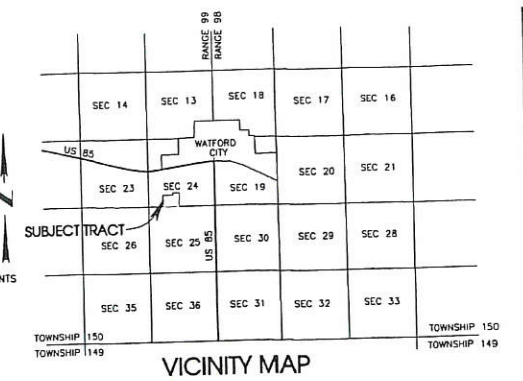 RANGE 99
RANGE 98
SEC 14
SEC 13
SEC 18
SEC 17
SEC 16
US 85
WATFORD
CITY
SEC 23
SEC 24
SEC 19
SEC 20
SEC 21
SUBJECT TRACT
SEC 26
SEC 25
US 85
SEC 30
SEC 29
SEC 28
NTS
SEC 35
SEC 36
SEC 31
SEC 32
SEC 33
TOWNSHIP 150
TOWNSHIP 149
TOWNSHIP 150
TOWNSHIP 149
VICINITY MAP